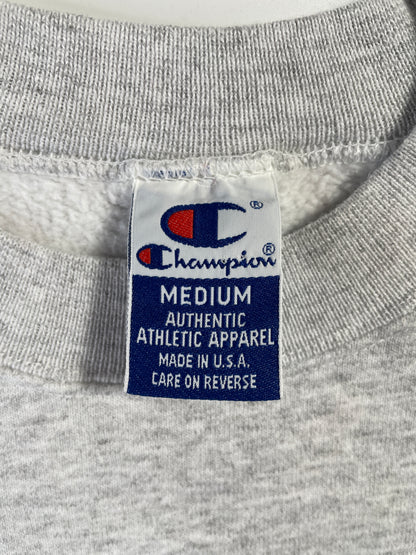 C ®
Champion ®
MEDIUM
AUTHENTIC
ATHLETIC APPAREL
MADE IN U.S.A.
CARE ON REVERSE